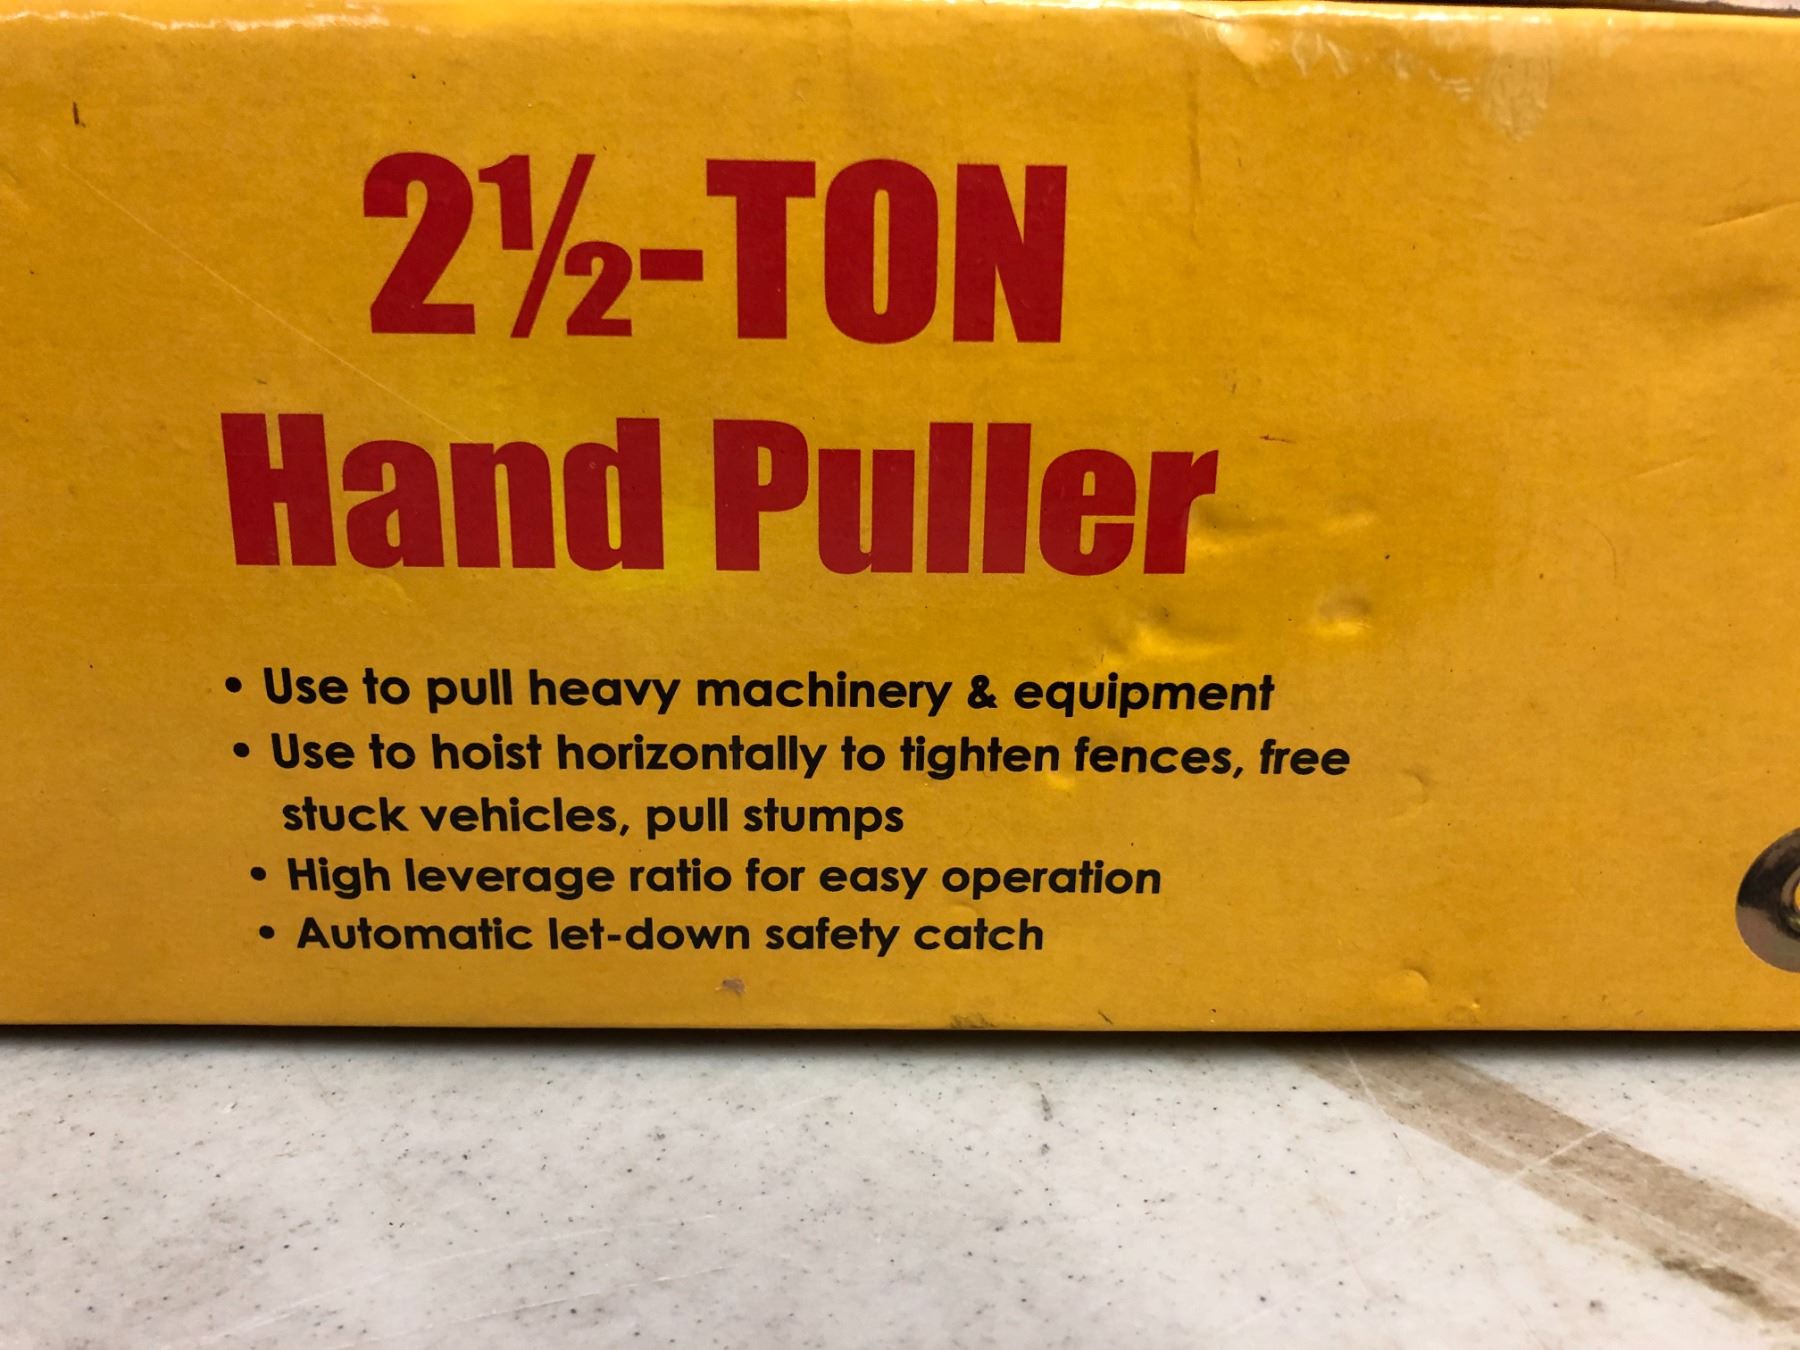 2½-TON
Hand Puller
• Use to pull heavy machinery & equipment
• Use to hoist horizontally to tighten fences, free
stuck vehicles, pull stumps
• High leverage ratio for easy operation
• Automatic let-down safety catch